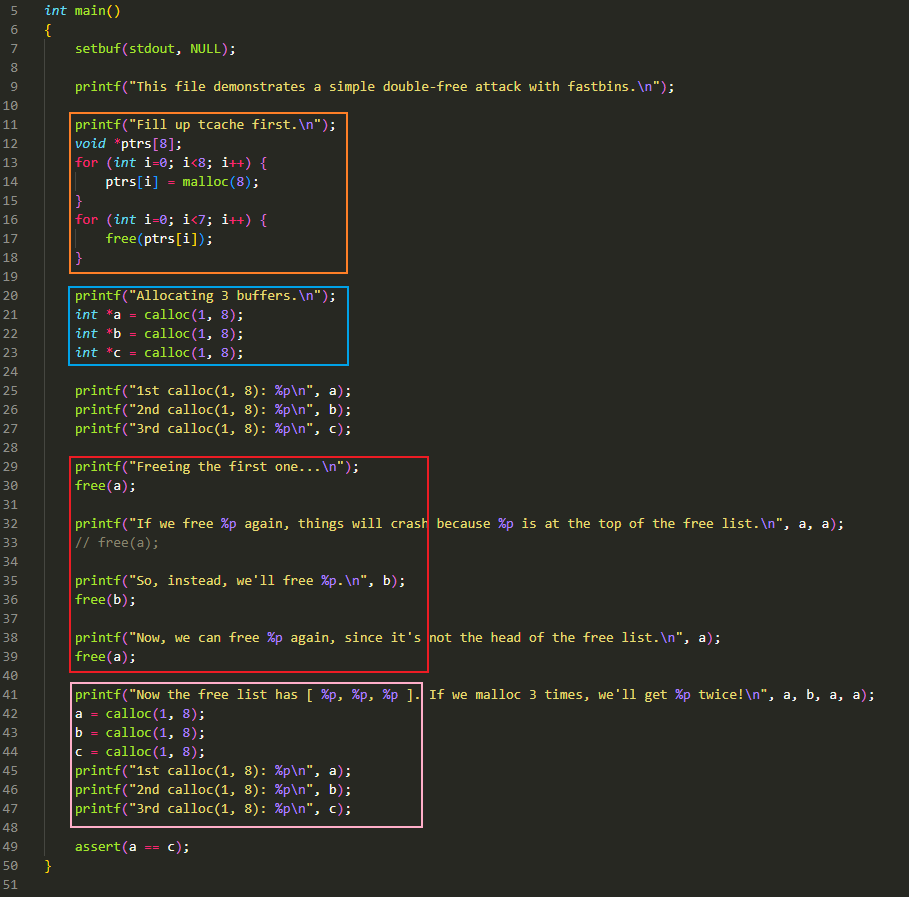 5 int main()
6 {
7 setbuf(stdout, NULL);
8
9 printf("This file demonstrates a simple double-free attack with fastbins.\n");
10
11 printf("Fill up tcache first.\n");
12 void *ptrs[8];
13 for (int i=0; i<8; i++) {
14 ptrs[i] = malloc(8);
15 }
16 for (int i=0; i<7; i++) {
17 free(ptrs[i]);
18 }
19
20 printf("Allocating 3 buffers.\n");
21 int *a = calloc(1, 8);
22 int *b = calloc(1, 8);
23 int *c = calloc(1, 8);
24
25 printf("1st calloc(1, 8): %p\n", a);
26 printf("2nd calloc(1, 8): %p\n", b);
27 printf("3rd calloc(1, 8): %p\n", c);
28
29 printf("Freeing the first one...\n");
30 free(a);
31
32 printf("If we free %p again, things will crash because %p is at the top of the free list.\n", a, a);
33 // free(a);
34
35 printf("So, instead, we'll free %p.\n", b);
36 free(b);
37
38 printf("Now, we can free %p again, since it's not the head of the free list.\n", a);
39 free(a);
40
41 printf("Now the free list has [ %p, %p, %p ]. If we malloc 3 times, we'll get %p twice!\n", a, b, a, a);
42 a = calloc(1, 8);
43 b = calloc(1, 8);
44 c = calloc(1, 8);
45 printf("1st calloc(1, 8): %p\n", a);
46 printf("2nd calloc(1, 8): %p\n", b);
47 printf("3rd calloc(1, 8): %p\n", c);
48
49 assert(a == c);
50 }
51